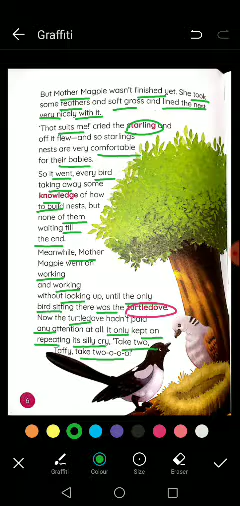 Graffiti
But Mother Magpie wasn't finished yet. She took
some feathers and soft grass and lined the nest
very nicely with it.
'That suits me!' cried the starling and
off it flew—and so starlings'
nests are very comfortable
for their babies.
So it went, every bird
taking away some
knowledge of how
to build nests, but
none of them
waiting till
the end.
Meanwhile, Mother
Magpie went on
working
and working
without looking up, until the only
bird sitting there was the turtledove.
Now the turtledove hadn't paid
any attention at all. It only kept on
repeating its silly cry, 'Take two,
Taffy, take two-o-o-o!'
6
Graffiti
Colour
Size
Eraser